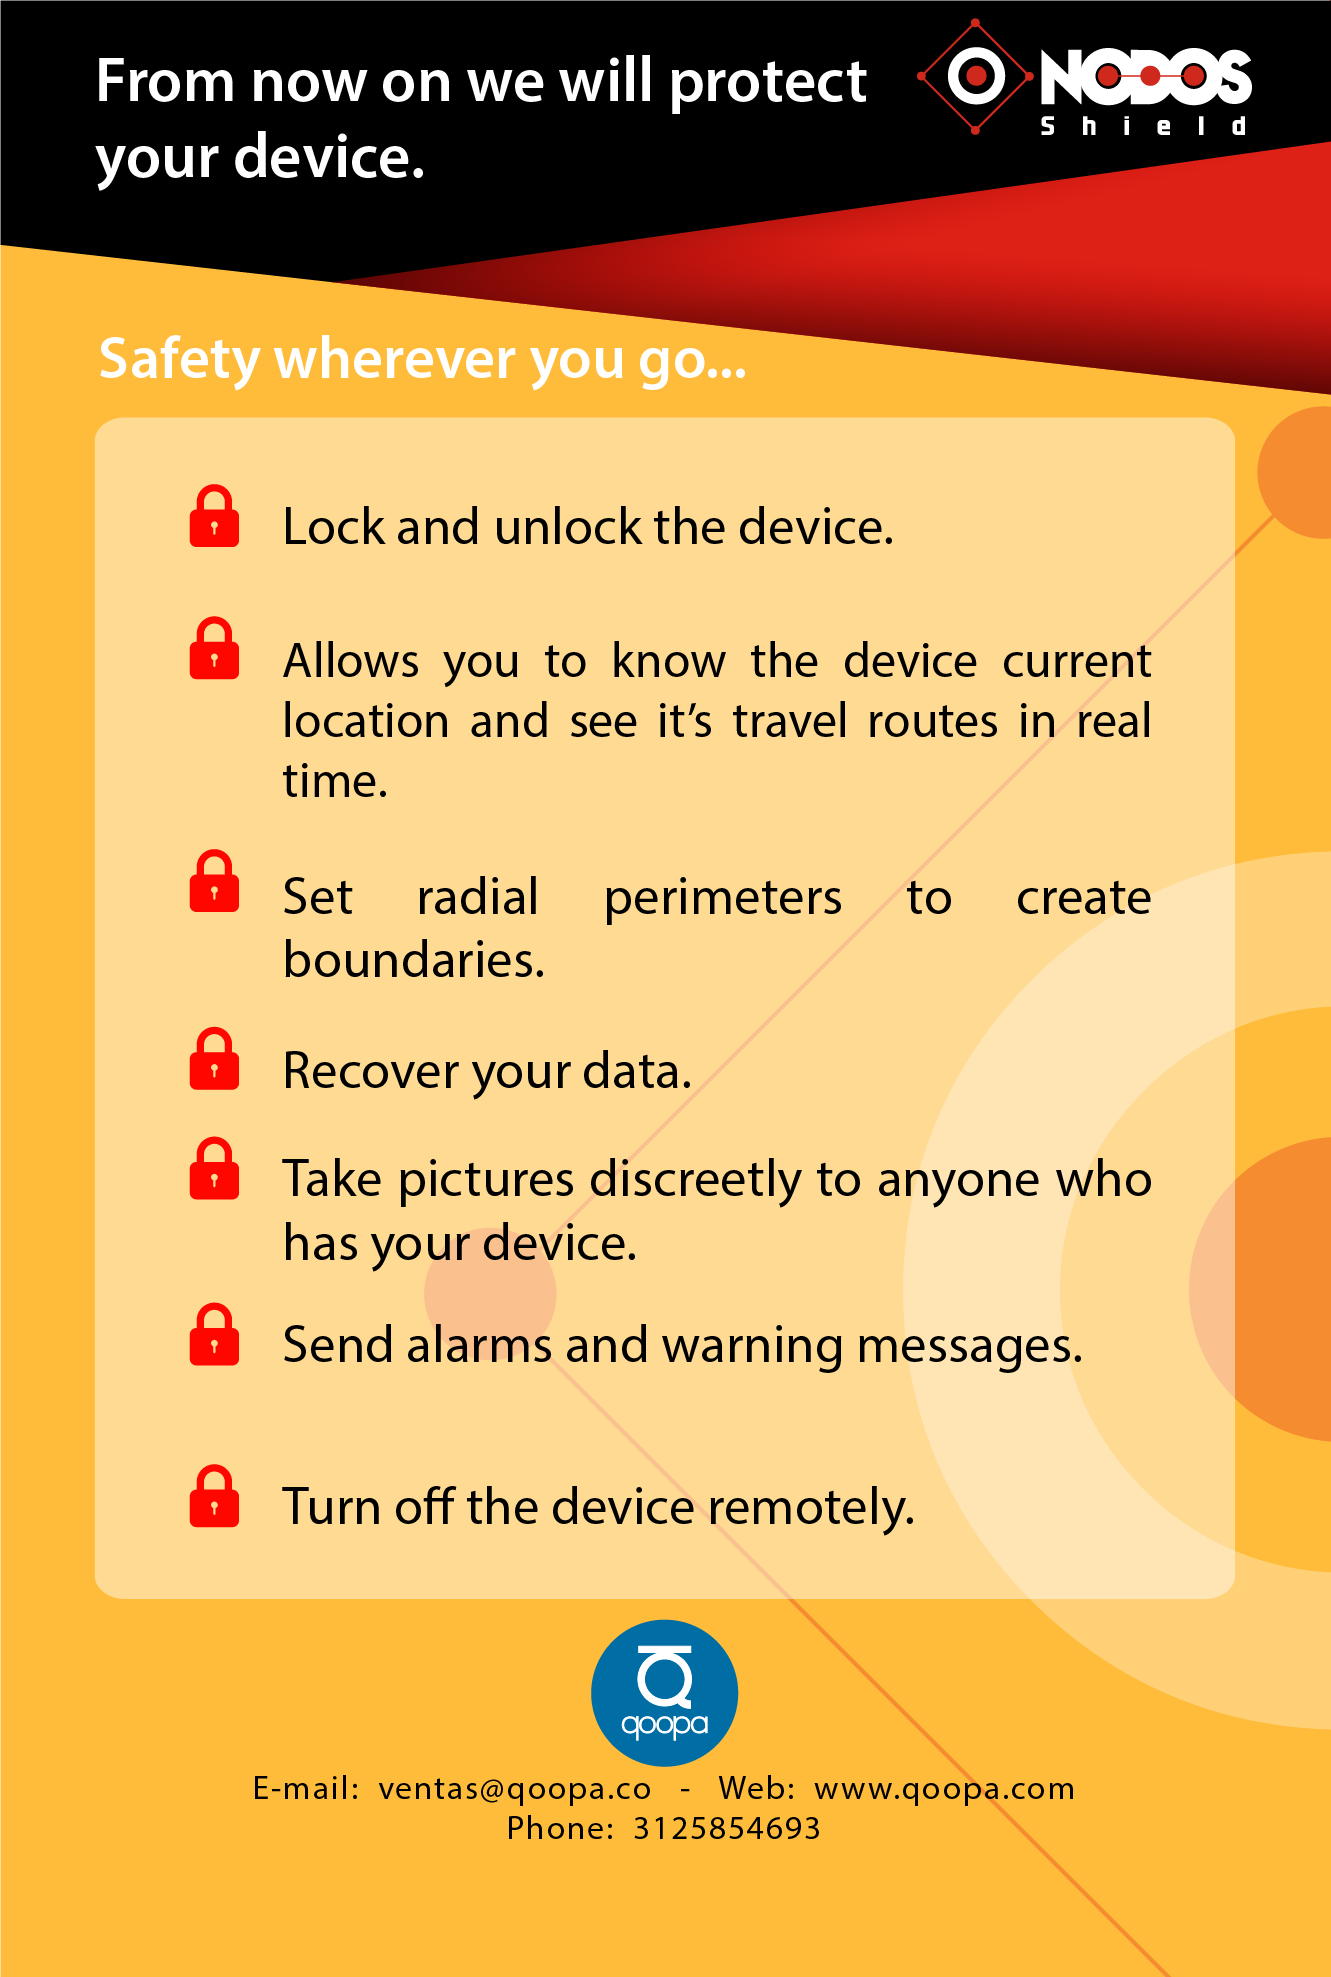 From now on we will protect
your device.
NODOS
Shield
Safety wherever you go...
Lock and unlock the device.
Allows you to know the device current
location and see it’s travel routes in real
time.
Set radial perimeters to create
boundaries.
Recover your data.
Take pictures discreetly to anyone who
has your device.
Send alarms and warning messages.
Turn off the device remotely.
qoopa
E-mail: ventas@qoopa.co - Web: www.qoopa.com
Phone: 3125854693